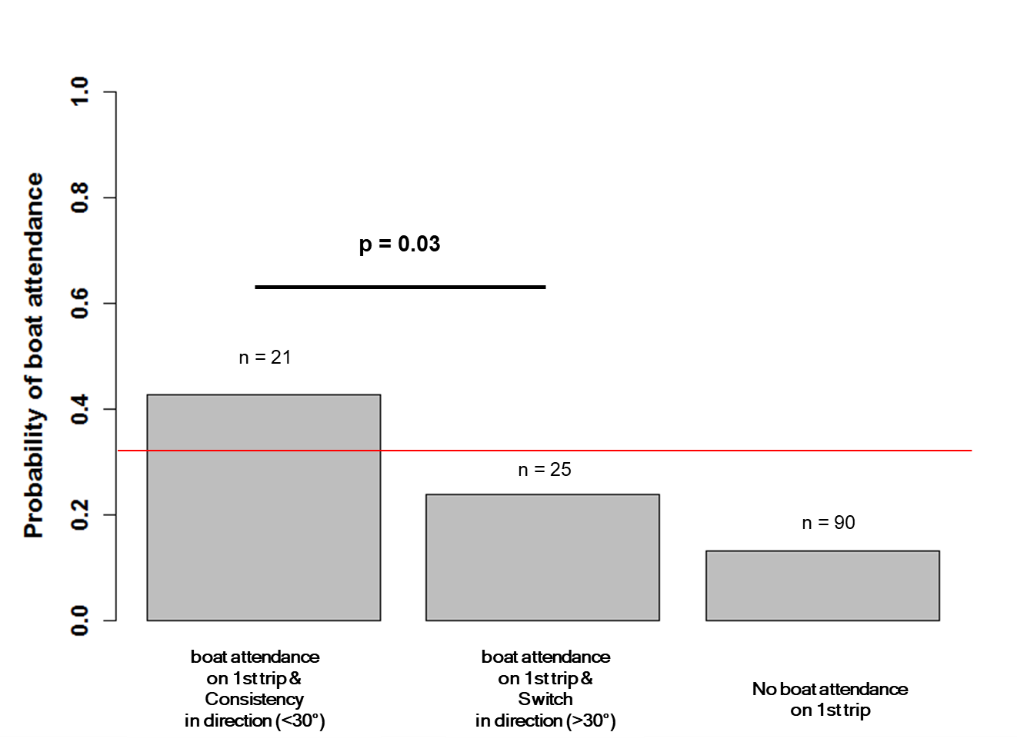 Probability of boat attendance
1.0
0.8
0.6
0.4
0.2
0.0
p = 0.03
n = 21
n = 25
n = 90
boat attendance
on 1st trip &
Consistency
in direction (<30°)
boat attendance
on 1st trip &
Switch
in direction (>30°)
No boat attendance
on 1st trip